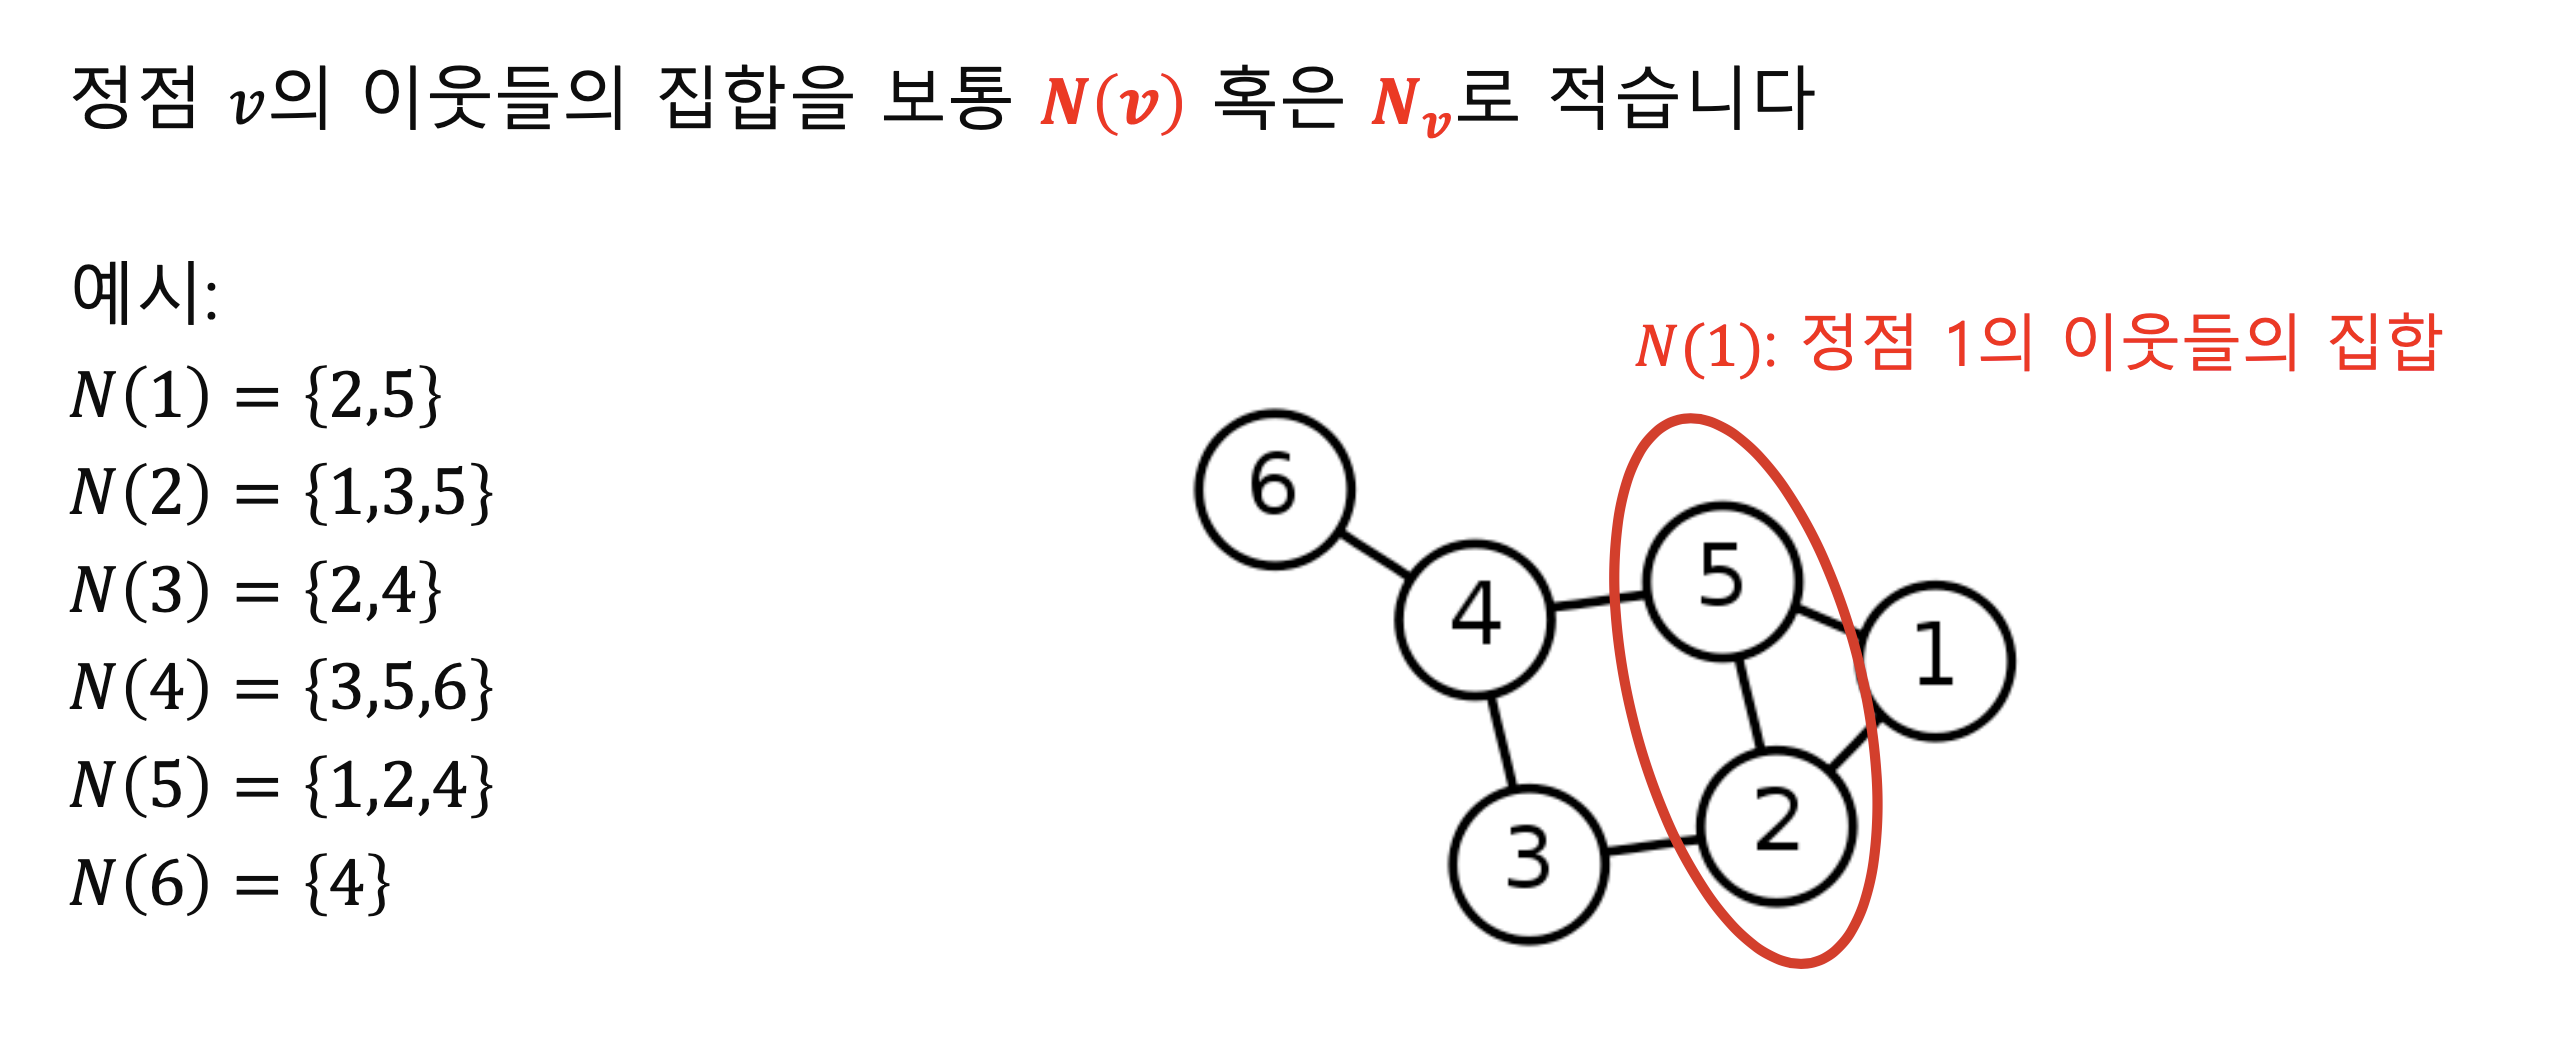 정점 𝑣의 이웃들의 집합을 보통 𝑵(𝒗) 혹은 𝑵𝒗로 적습니다
예시:
𝑁(1) = {2,5}
𝑁(2) = {1,3,5}
𝑁(3) = {2,4}
𝑁(4) = {3,5,6}
𝑁(5) = {1,2,4}
𝑁(6) = {4}
𝑁(1): 정점 1의 이웃들의 집합
6
5
4
1
2
3